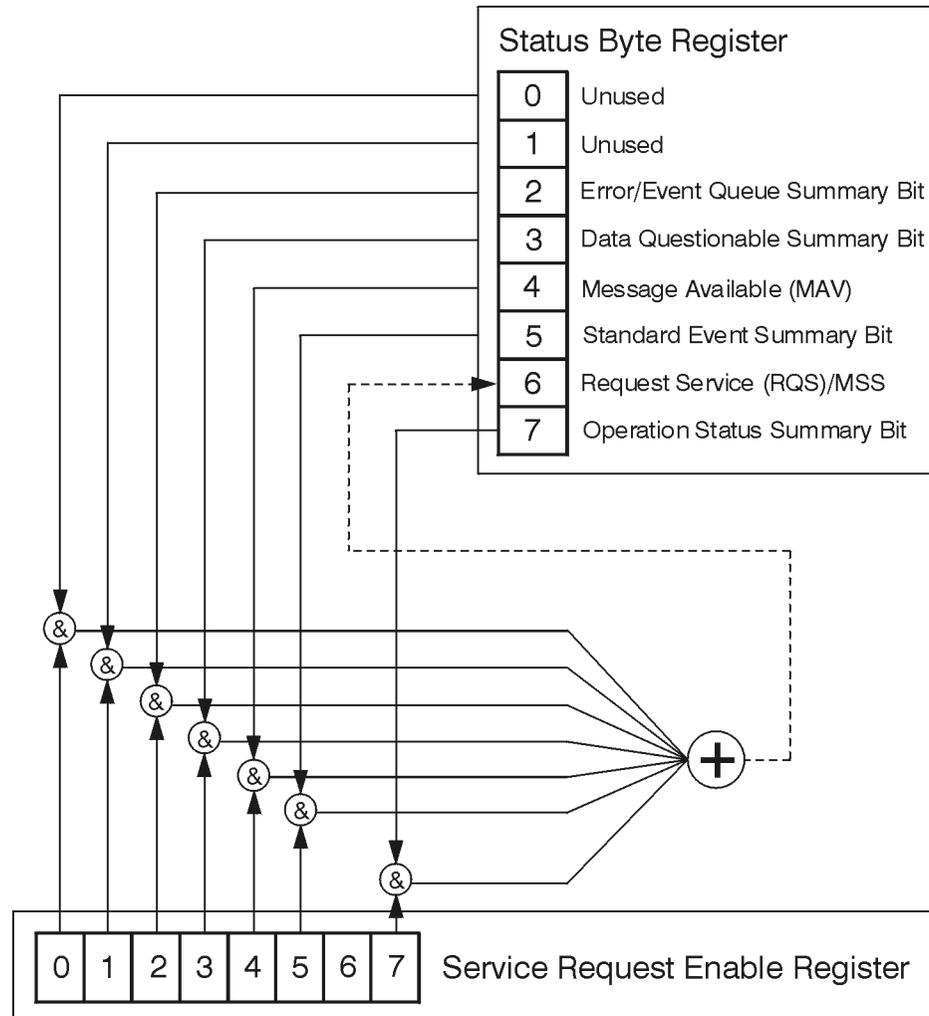 Status Byte Register
0 Unused
1 Unused
2 Error/Event Queue Summary Bit
3 Data Questionable Summary Bit
4 Message Available (MAV)
5 Standard Event Summary Bit
6 Request Service (RQS)/MSS
7 Operation Status Summary Bit
&
&
&
&
&
&
&
+
0 1 2 3 4 5 6 7 Service Request Enable Register